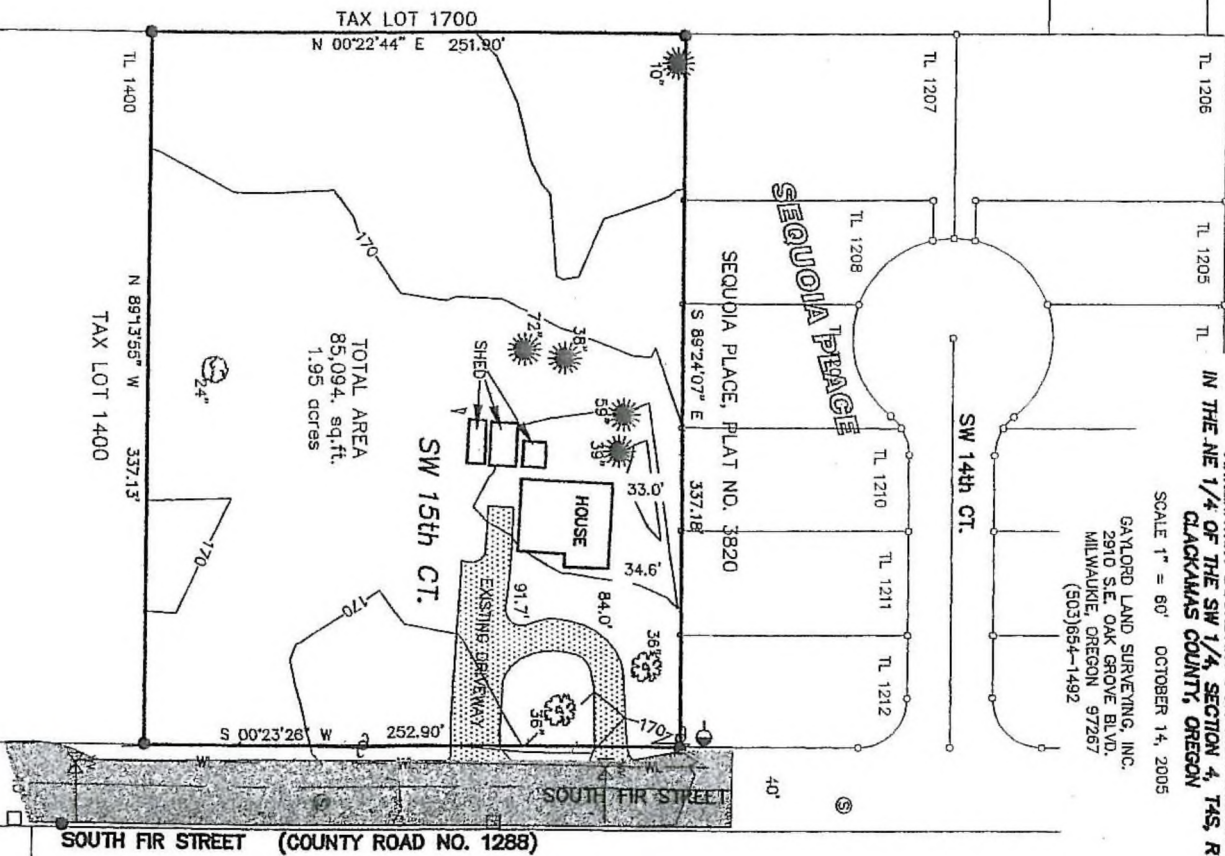 IN THE NE 1/4 OF THE SW 1/4, SECTION 4, T4S, R
CLACKAMAS COUNTY, OREGON
SCALE 1" = 60' OCTOBER 14, 2005
GAYLORD LAND SURVEYING, INC.
2910 S.E. OAK GROVE BLVD.
MILWAUKIE, OREGON 97267
(503)654-1492
TL 1206
TL 1205
TL
TL 1207
TL 1208
SEQUOIA PLACE
SW 14th CT.
TL 1210
TL 1211
TL 1212
SEQUOIA PLACE, PLAT NO. 3820
S 89°24'07" E 337.18'
TAX LOT 1700
N 00°22'44" E 251.90'
10"
TL 1400
170
72"
38"
59"
39"
SHED
33.0'
HOUSE
34.6'
24"
TOTAL AREA
85,094. sq.ft.
1.95 acres
SW 15th CT.
EXISTING DRIVEWAY
91.7'
84.0'
36"
36"
170
170
170
N 89°13'55" W 337.13'
TAX LOT 1400
S 00°23'26" W 252.90'
40'
S
W
W
WL
SOUTH FIR STREET
SOUTH FIR STREET (COUNTY ROAD NO. 1288)